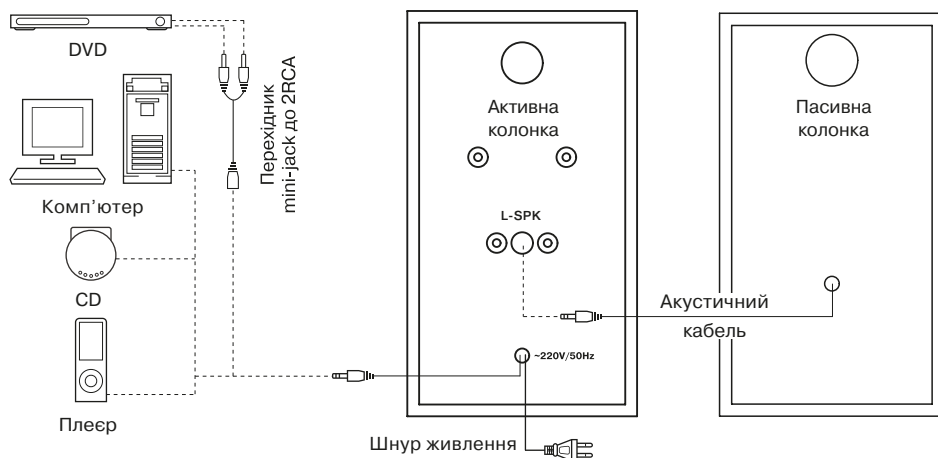 DVD
Комп’ютер
CD
Плеєр
Перехідник
mini-jack до 2RCA
Активна
колонка
L-SPK
~220V/50Hz
Шнур живлення
Пасивна
колонка
Акустичний
кабель